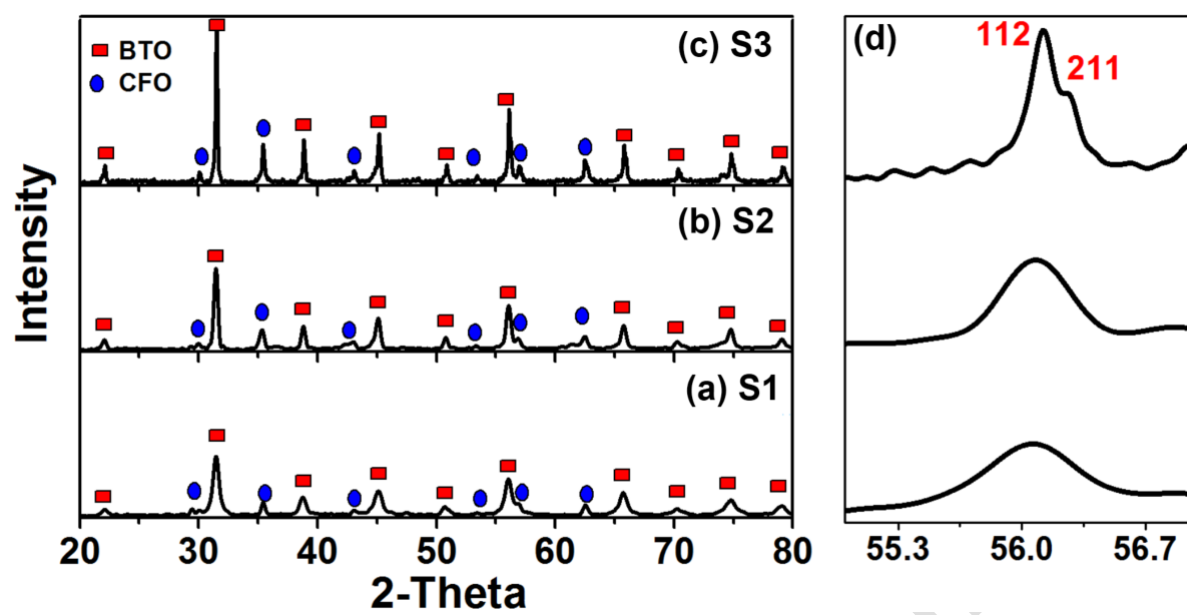 (c) S3
BTO
CFO
(b) S2
(a) S1
Intensity
20 30 40 50 60 70 80
2-Theta
(d)
112
211
55.3 56.0 56.7